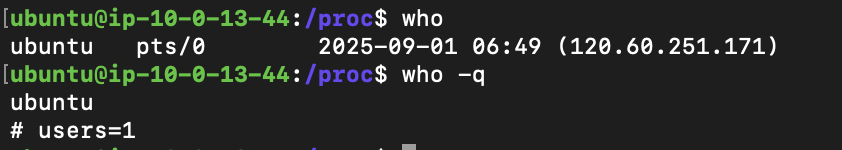 [ubuntu@ip-10-0-13-44:/proc$ who
ubuntu   pts/0        2025-09-01 06:49 (120.60.251.171)
[ubuntu@ip-10-0-13-44:/proc$ who -q
ubuntu
# users=1